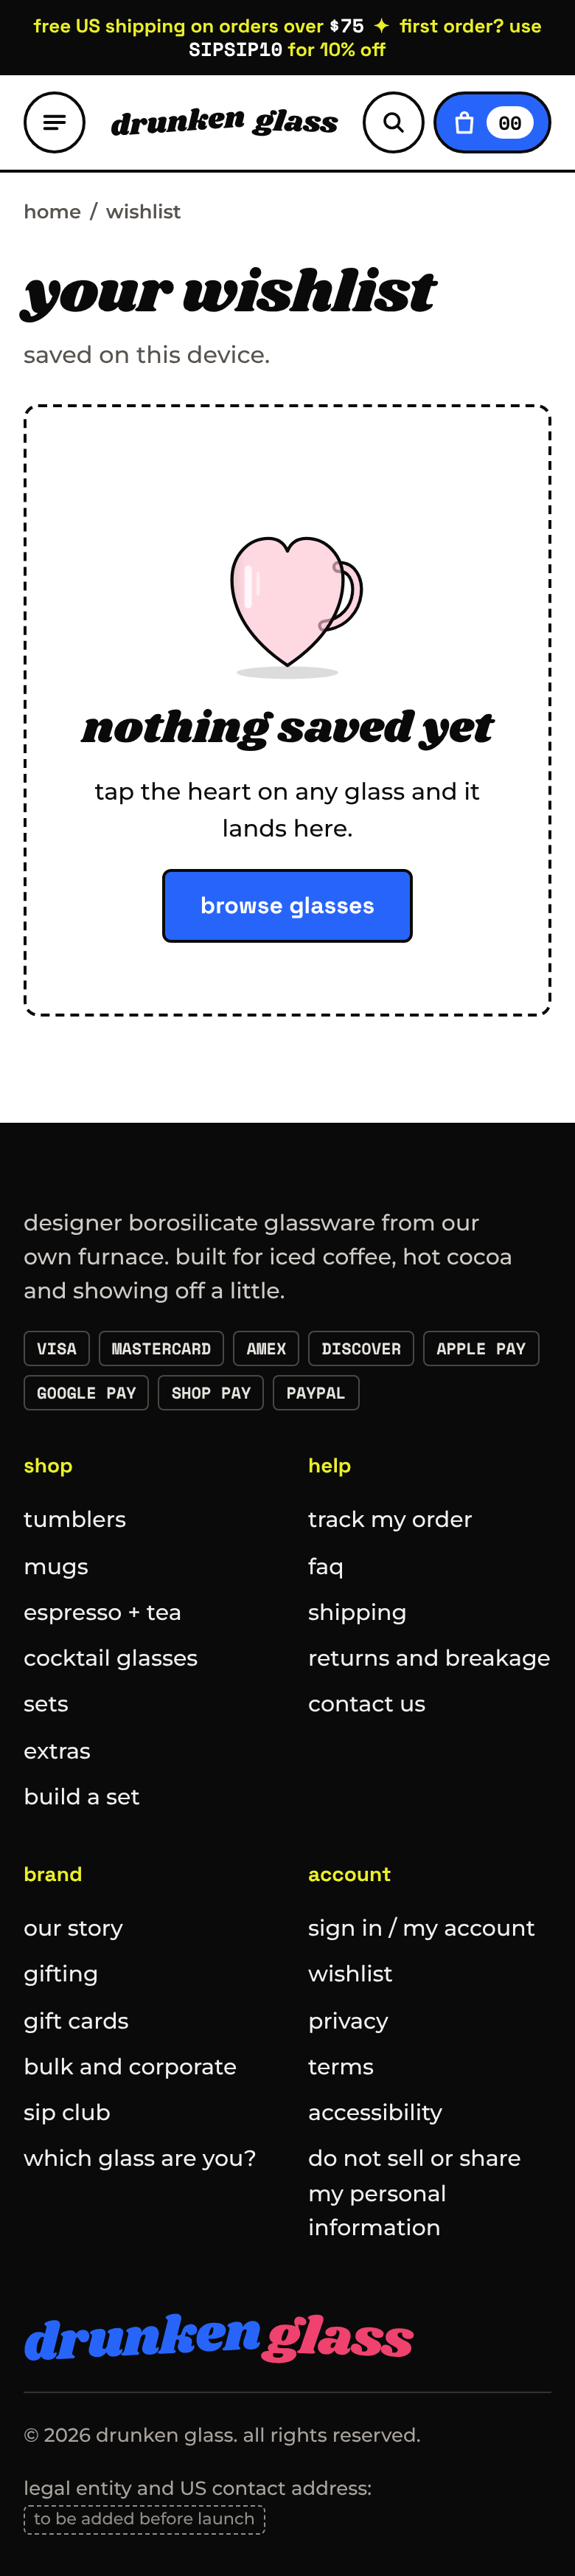 free US shipping on orders over $75 ✦ first order? use
SIPSIP10 for 10% off
drunken glass
00
home / wishlist
your wishlist
saved on this device.
nothing saved yet
tap the heart on any glass and it
lands here.
browse glasses
designer borosilicate glassware from our
own furnace. built for iced coffee, hot cocoa
and showing off a little.
VISA MASTERCARD AMEX DISCOVER APPLE PAY
GOOGLE PAY SHOP PAY PAYPAL
shop
tumblers
mugs
espresso + tea
cocktail glasses
sets
extras
build a set
help
track my order
faq
shipping
returns and breakage
contact us
brand
our story
gifting
gift cards
bulk and corporate
sip club
which glass are you?
account
sign in / my account
wishlist
privacy
terms
accessibility
do not sell or share
my personal
information
drunken glass
© 2026 drunken glass. all rights reserved.
legal entity and US contact address:
to be added before launch